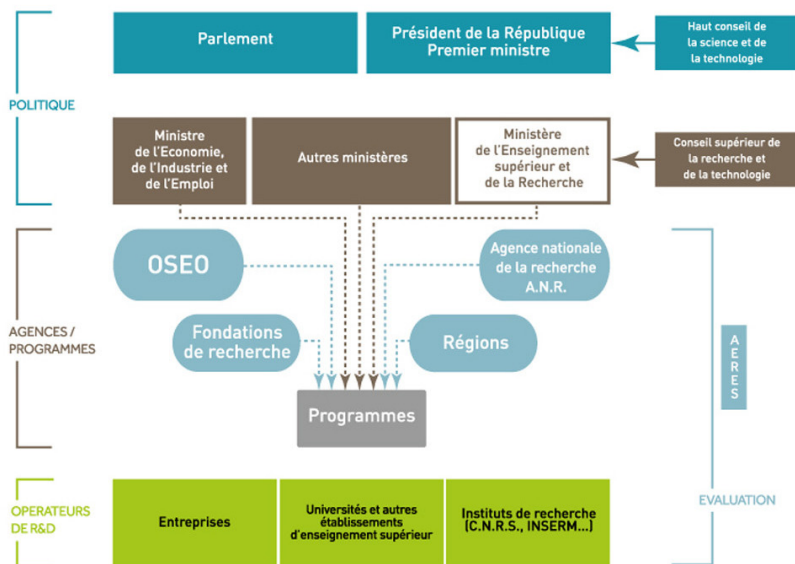 Parlement
Président de la République
Premier ministre
Haut conseil de
la science et de
la technologie
POLITIQUE
Ministre
de l'Economie,
de l'Industrie et
de l'Emploi
Autres ministères
Ministère
de l'Enseignement
supérieur et
de la Recherche
Conseil supérieur de
la recherche et
de la technologie
OSEO
Agence nationale
de la recherche
A.N.R.
AGENCES /
PROGRAMMES
Fondations
de recherche
Régions
AERES
Programmes
OPERATEURS
DE R&D
Entreprises
Universités et autres
établissements
d'enseignement supérieur
Instituts de recherche
(C.N.R.S., INSERM...)
EVALUATION